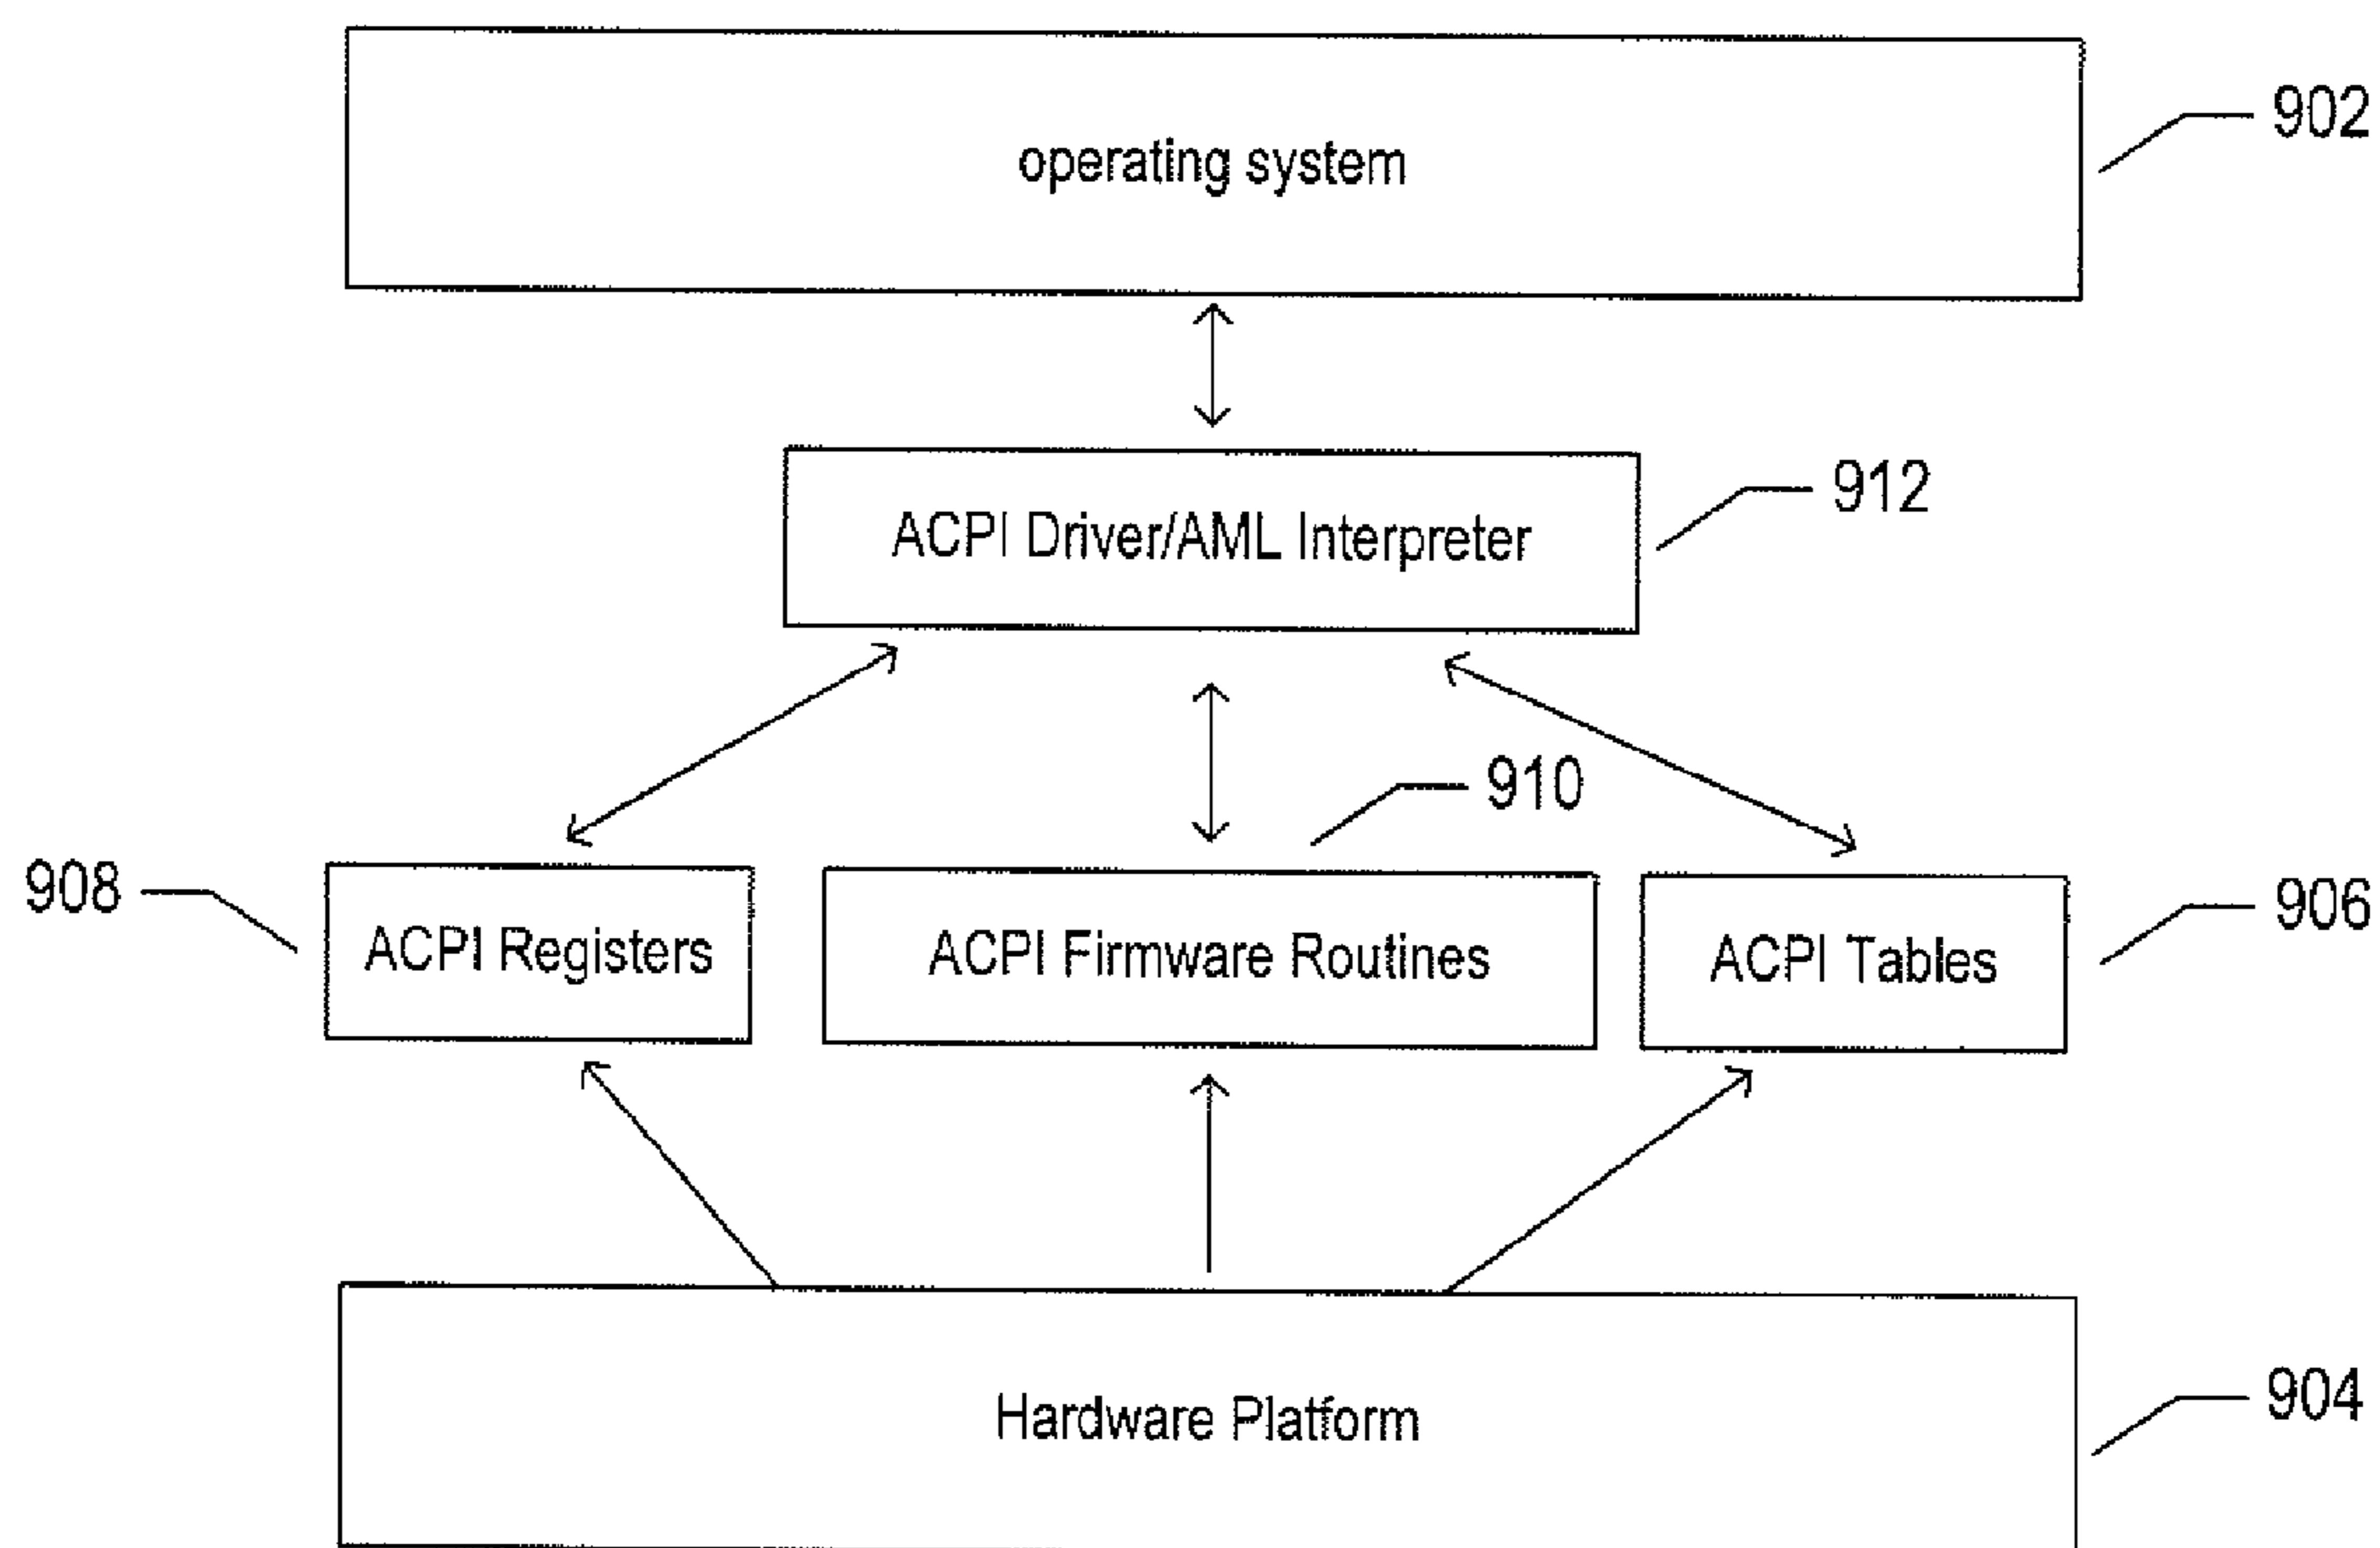 operating system
902
ACPI Driver/AML Interpreter
912
910
908
ACPI Registers
ACPI Firmware Routines
ACPI Tables
906
Hardware Platform
904